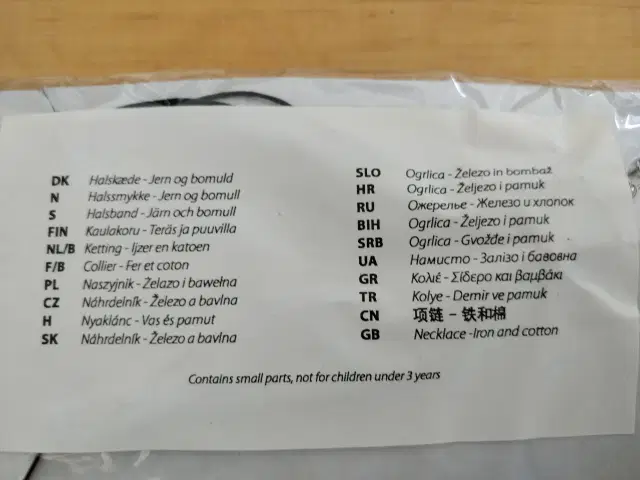 DK Halskæde - Jern og bomuld
N Halssmykke - Jern og bomull
S Halsband - Järn och bomull
FIN Kaulakoru - Teräs ja puuvilla
NL/B Ketting - Ijzer en katoen
F/B Collier - Fer et coton
PL Naszyjnik - Żelazo i bawełna
CZ Náhrdelník - Železo a bavlna
H Nyaklánc - Vas és pamut
SK Náhrdelník - Železo a bavlna
SLO Ogrlica - Železo in bombaž
HR Ogrlica - Željezo i pamuk
RU Ожерелье - Железо и хлопок
BIH Ogrlica - Željezo i pamuk
SRB Ogrlica - Gvožđe i pamuk
UA Намисто - Залізо і бавовна
GR Κολιέ - Σίδερο και βαμβάκι
TR Kolye - Demir ve pamuk
CN 项链 - 铁和棉
GB Necklace - Iron and cotton
Contains small parts, not for children under 3 years